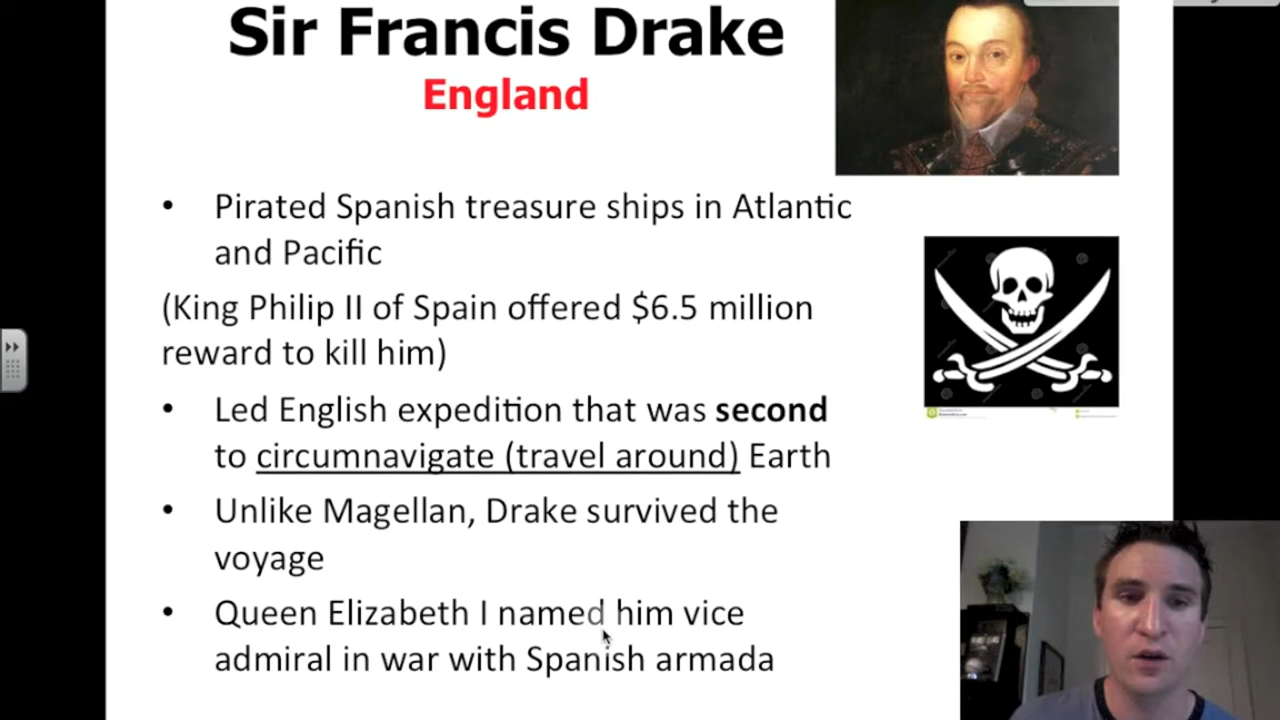 Sir Francis Drake
England
• Pirated Spanish treasure ships in Atlantic
and Pacific
(King Philip II of Spain offered $6.5 million
reward to kill him)
• Led English expedition that was second
to circumnavigate (travel around) Earth
• Unlike Magellan, Drake survived the
voyage
• Queen Elizabeth I named him vice
admiral in war with Spanish armada